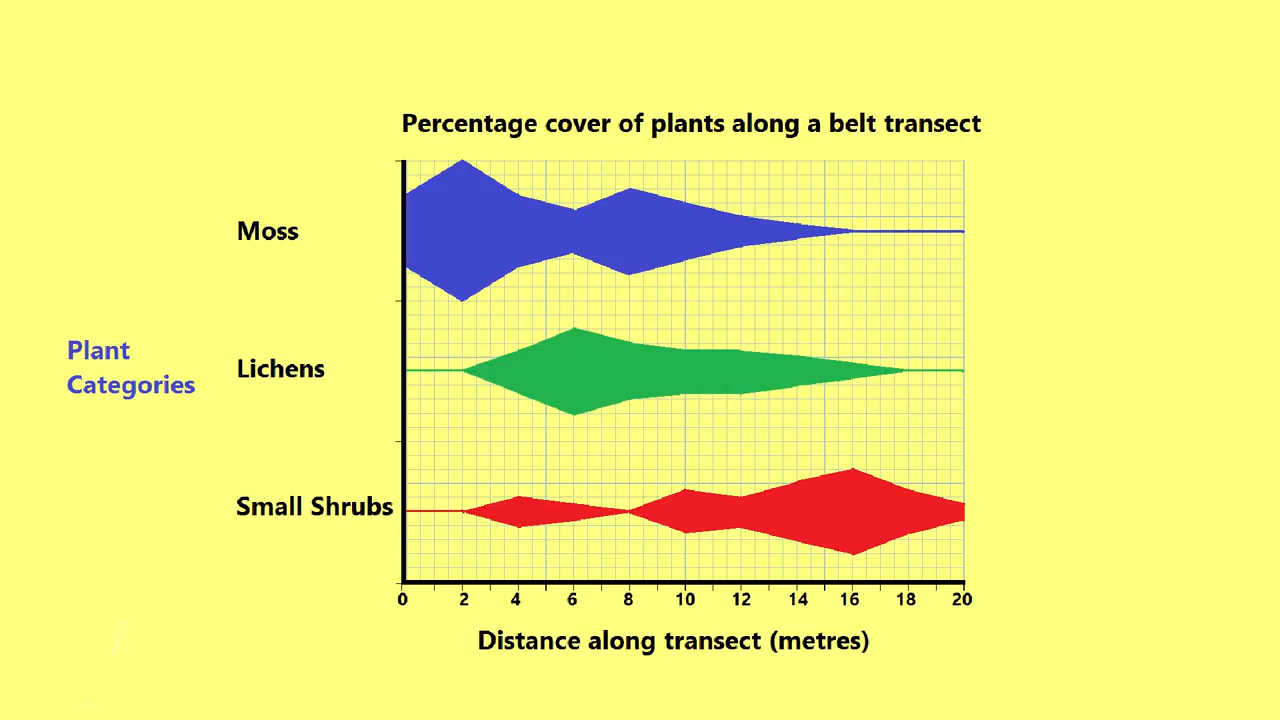 Percentage cover of plants along a belt transect
Moss
Plant
Categories
Lichens
Small Shrubs
0 2 4 6 8 10 12 14 16 18 20
Distance along transect (metres)